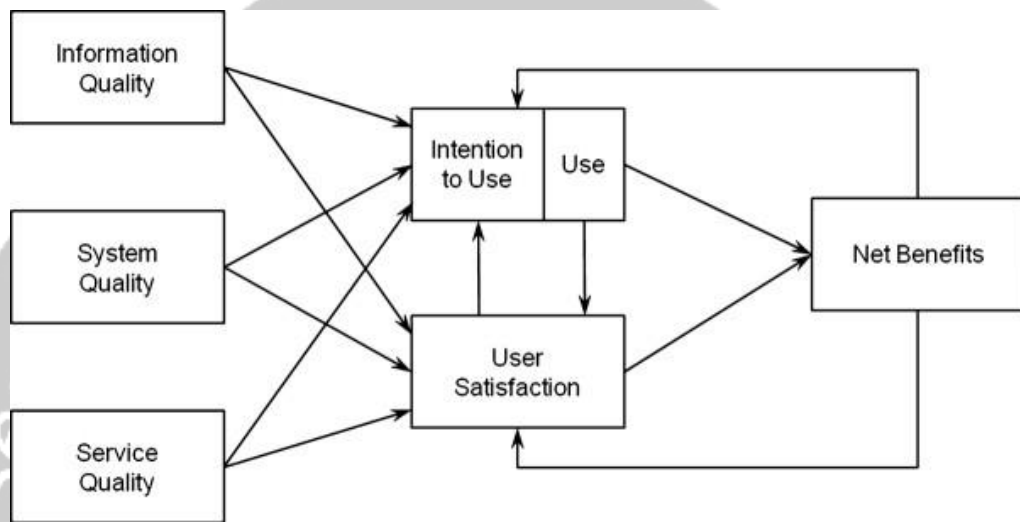 Information
Quality
Intention
to Use
Use
System
Quality
Net Benefits
User
Satisfaction
Service
Quality